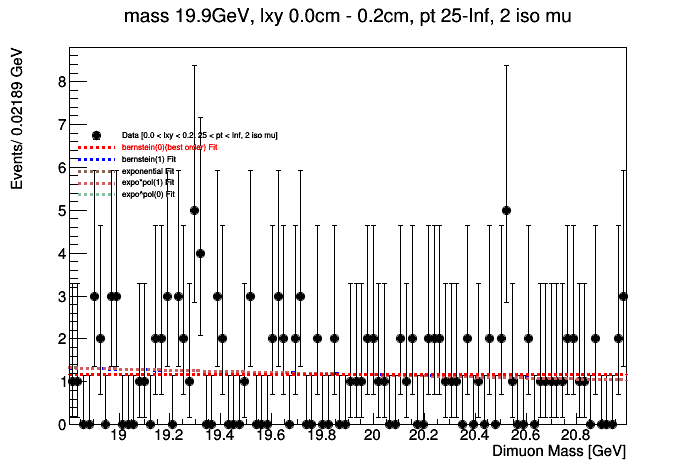 mass 19.9GeV, lxy 0.0cm - 0.2cm, pt 25-Inf, 2 iso mu
Events/ 0.02189 GeV
8
7
6
5
4
3
2
1
0
Data [0.0 < lxy < 0.2, 25 < pt < Inf, 2 iso mu]
bernstein(0)(best order) Fit
bernstein(1) Fit
exponential Fit
expo*pol(1) Fit
expo*pol(0) Fit
19 19.2 19.4 19.6 19.8 20 20.2 20.4 20.6 20.8
Dimuon Mass [GeV]